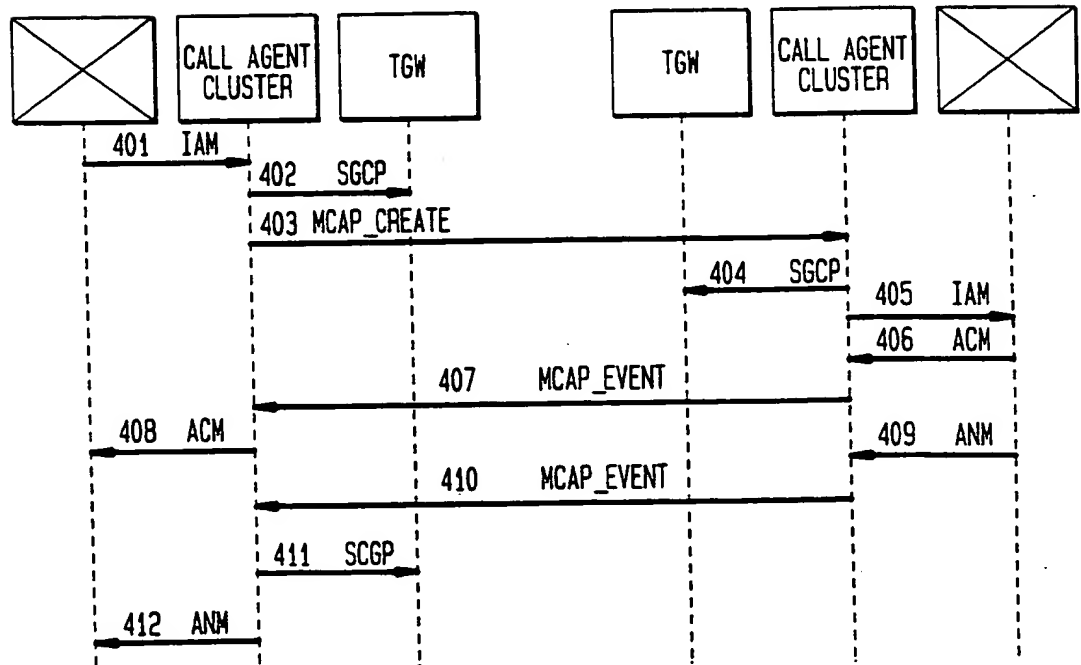 CALL AGENT
CLUSTER
TGW
TGW
CALL AGENT
CLUSTER
401 IAM
402 SGCP
403 MCAP_CREATE
404 SGCP
405 IAM
406 ACM
407 MCAP_EVENT
408 ACM
409 ANM
410 MCAP_EVENT
411 SCGP
412 ANM